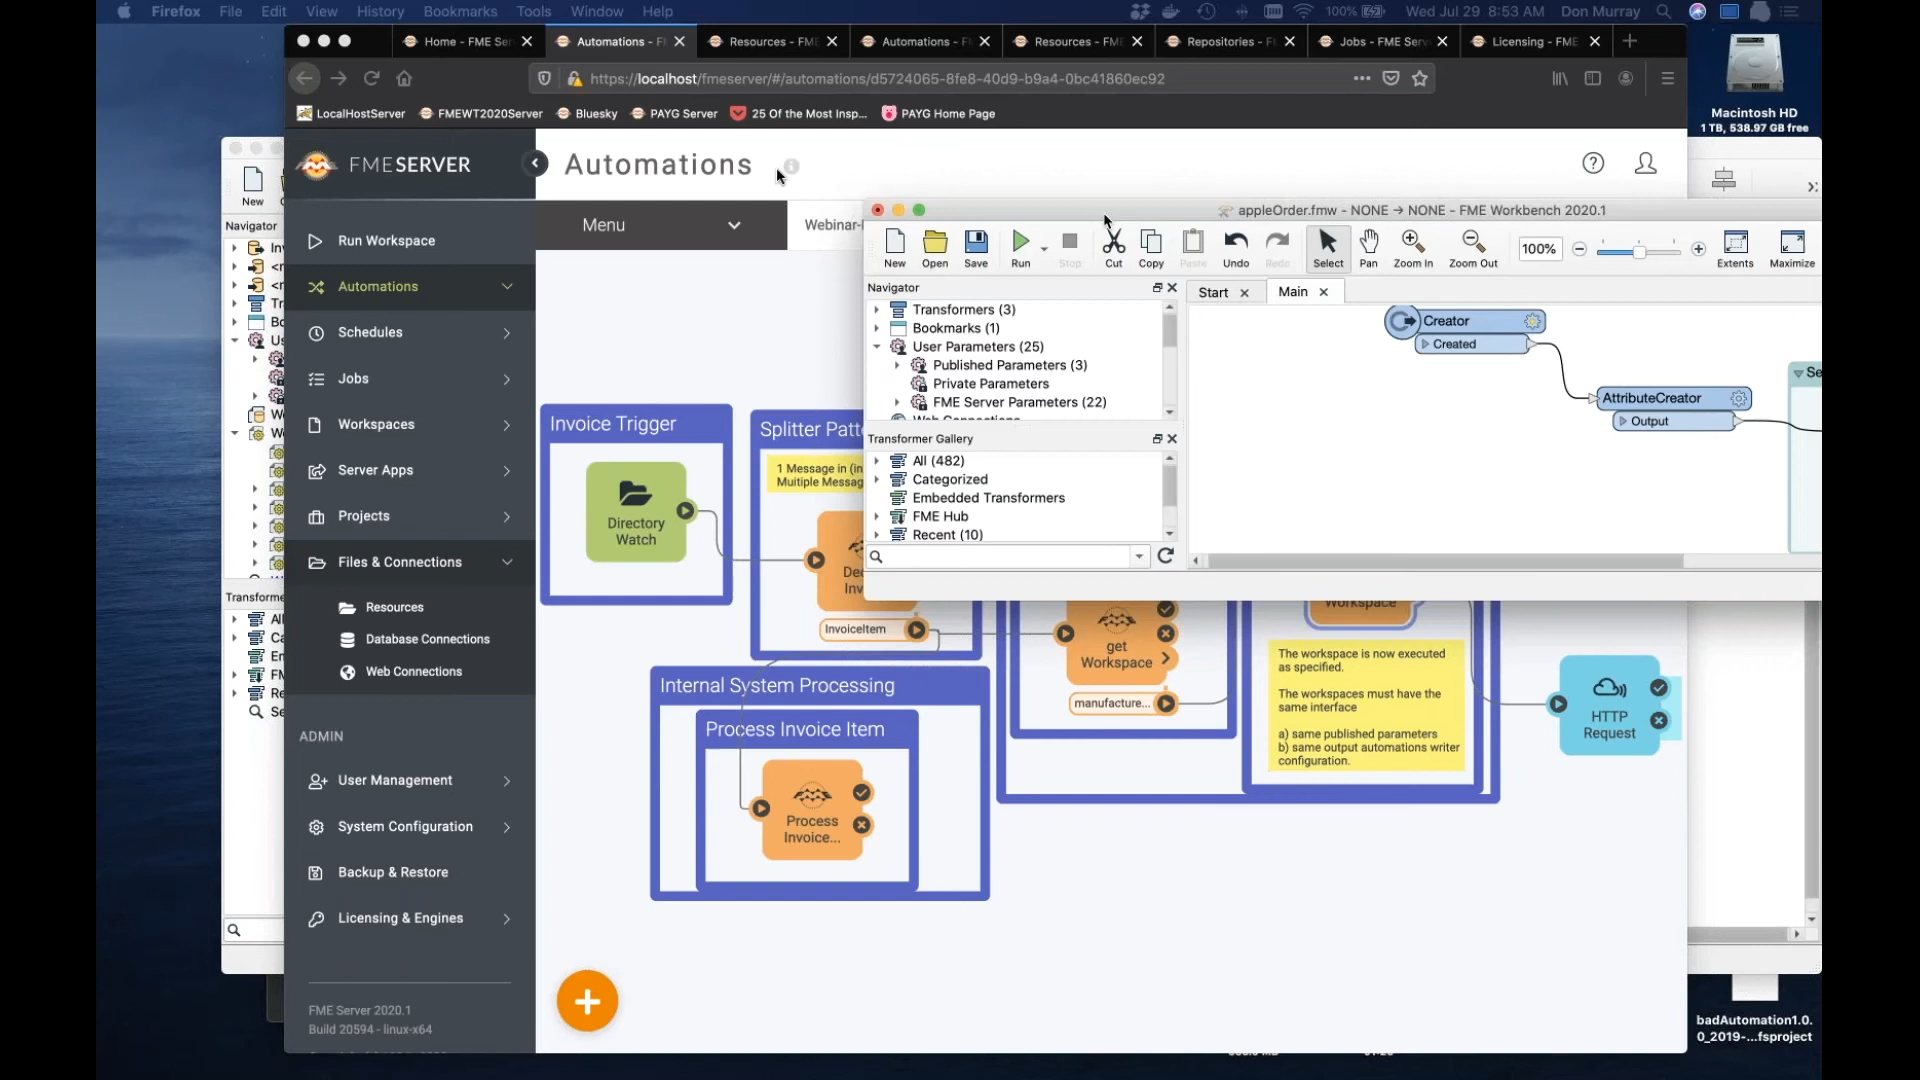 Firefox File Edit View History Bookmarks Tools Window Help
100% Wed Jul 29 8:53 AM Don Murray
Home - FME Ser
Automations - F
Resources - FME
Automations - F
Resources - FME
Repositories - F
Jobs - FME Serv
Licensing - FME
https://localhost/fmeserver/#/automations/d5724065-8fe8-40d9-b9a4-0bc41860ec92
LocalHostServer FMEWT2020Server Bluesky PAYG Server 25 Of the Most Insp... PAYG Home Page
Macintosh HD
1 TB, 538.97 GB free
New
Navigator
FMESERVER
Automations
Menu
Webinar-
Run Workspace
Automations
Schedules
Jobs
Workspaces
Server Apps
Projects
Files & Connections
Resources
Database Connections
Web Connections
ADMIN
User Management
System Configuration
Backup & Restore
Licensing & Engines
FME Server 2020.1
Build 20594 - linux-x64
Invoice Trigger
Directory
Watch
Splitter Patte
1 Message in (in
Muitiple Messag
Dec
Inv
InvoiceItem
Internal System Processing
Process Invoice Item
Process
Invoice...
get
Workspace
manufacture...
Workspace
The workspace is now executed
as specified.
The workspaces must have the
same interface
a) same published parameters
b) same output automations writer
configuration.
HTTP
Request
appleOrder.fmw - NONE → NONE - FME Workbench 2020.1
New Open Save Run Stop Cut Copy Paste Undo Redo Select Pan Zoom In Zoom Out 100% Extents Maximize
Navigator
Transformers (3)
Bookmarks (1)
User Parameters (25)
Published Parameters (3)
Private Parameters
FME Server Parameters (22)
Web Connections
Transformer Gallery
All (482)
Categorized
Embedded Transformers
FME Hub
Recent (10)
Start
Main
Creator
Created
AttributeCreator
Output
Se
Transforme
badAutomation1.0.
0_2019-...fsproject